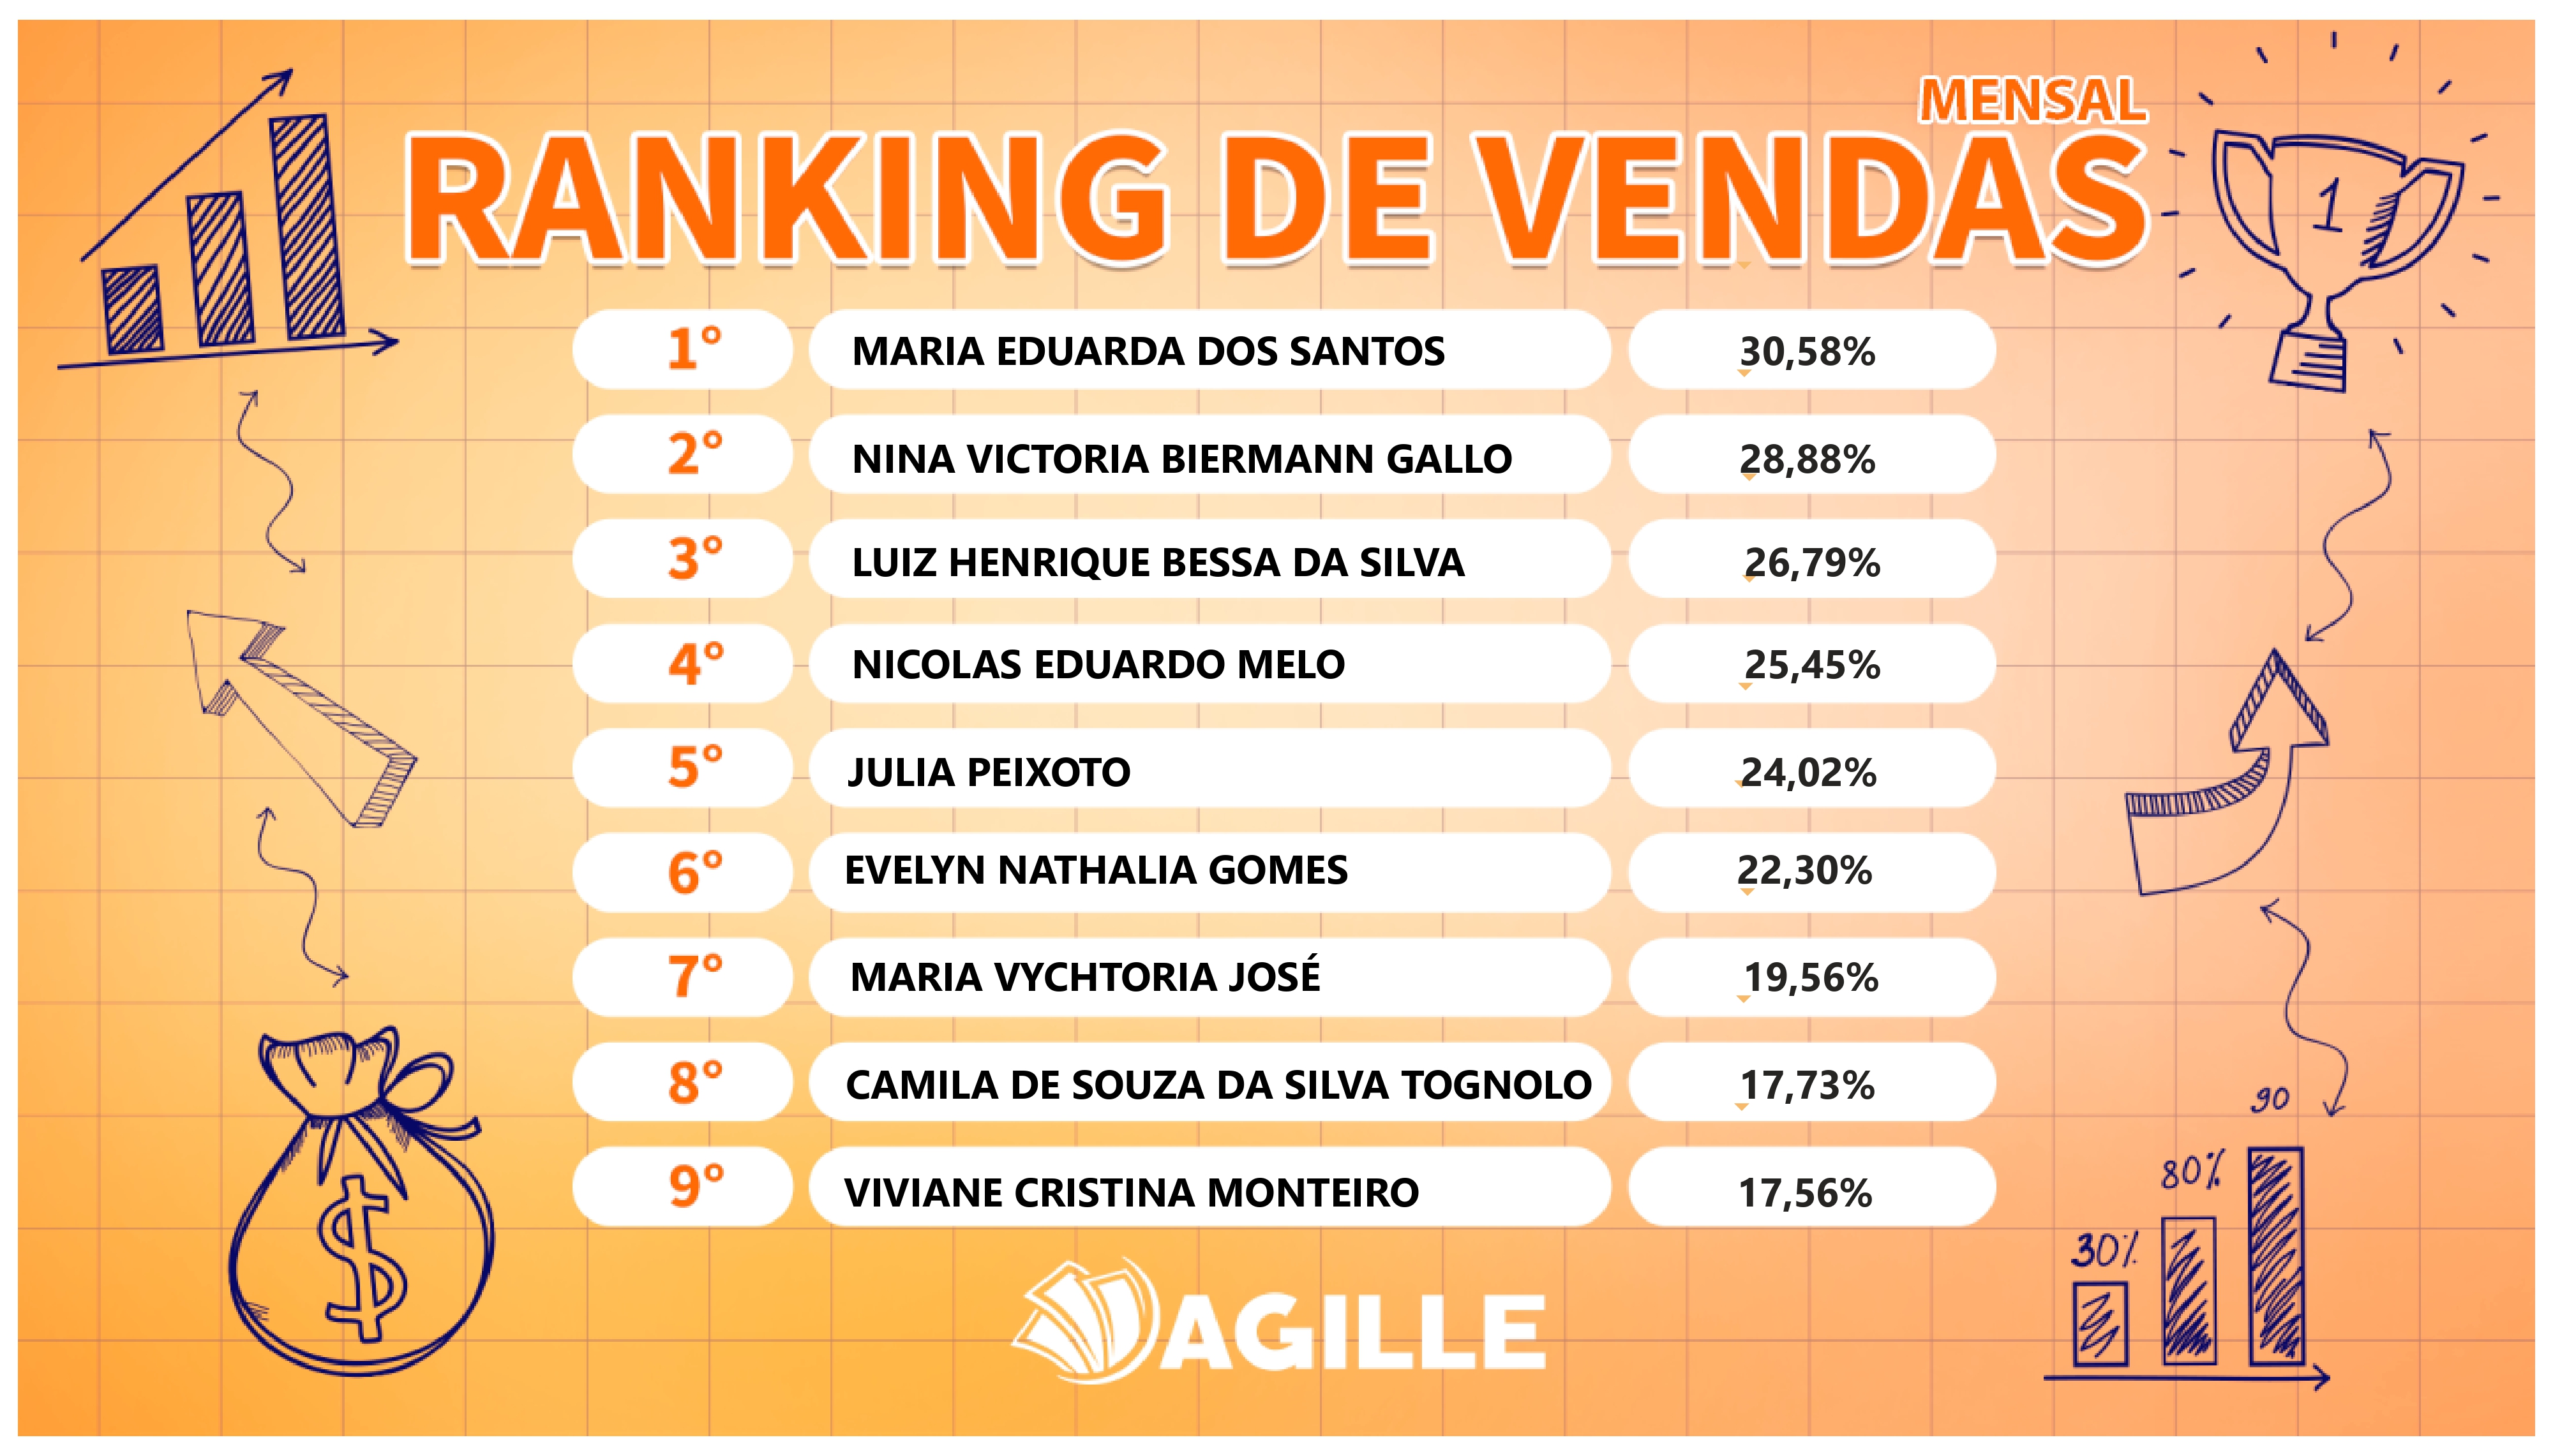 MENSAL
RANKING DE VENDAS
1
1° MARIA EDUARDA DOS SANTOS 30,58%
2° NINA VICTORIA BIERMANN GALLO 28,88%
3° LUIZ HENRIQUE BESSA DA SILVA 26,79%
4° NICOLAS EDUARDO MELO 25,45%
5° JULIA PEIXOTO 24,02%
6° EVELYN NATHALIA GOMES 22,30%
7° MARIA VYCHTORIA JOSÉ 19,56%
8° CAMILA DE SOUZA DA SILVA TOGNOLO 17,73%
9° VIVIANE CRISTINA MONTEIRO 17,56%
$
90
80%
30%
AGILLE